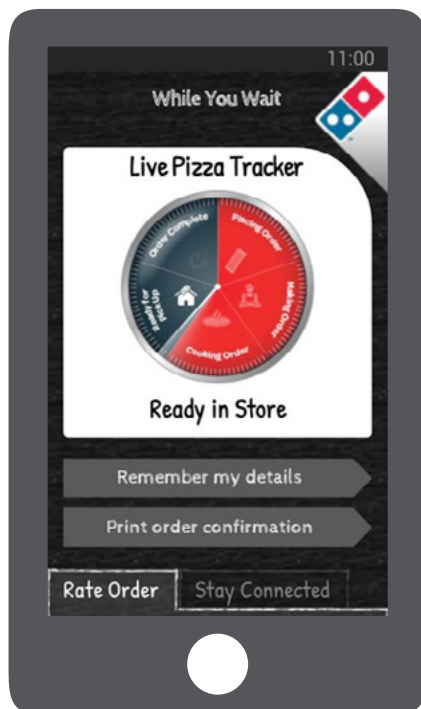 11:00
While You Wait
Live Pizza Tracker
Order Complete
Placing Order
Ready for
Pick Up
Making Order
Cooking Order
Ready in Store
Remember my details
Print order confirmation
Rate Order
Stay Connected